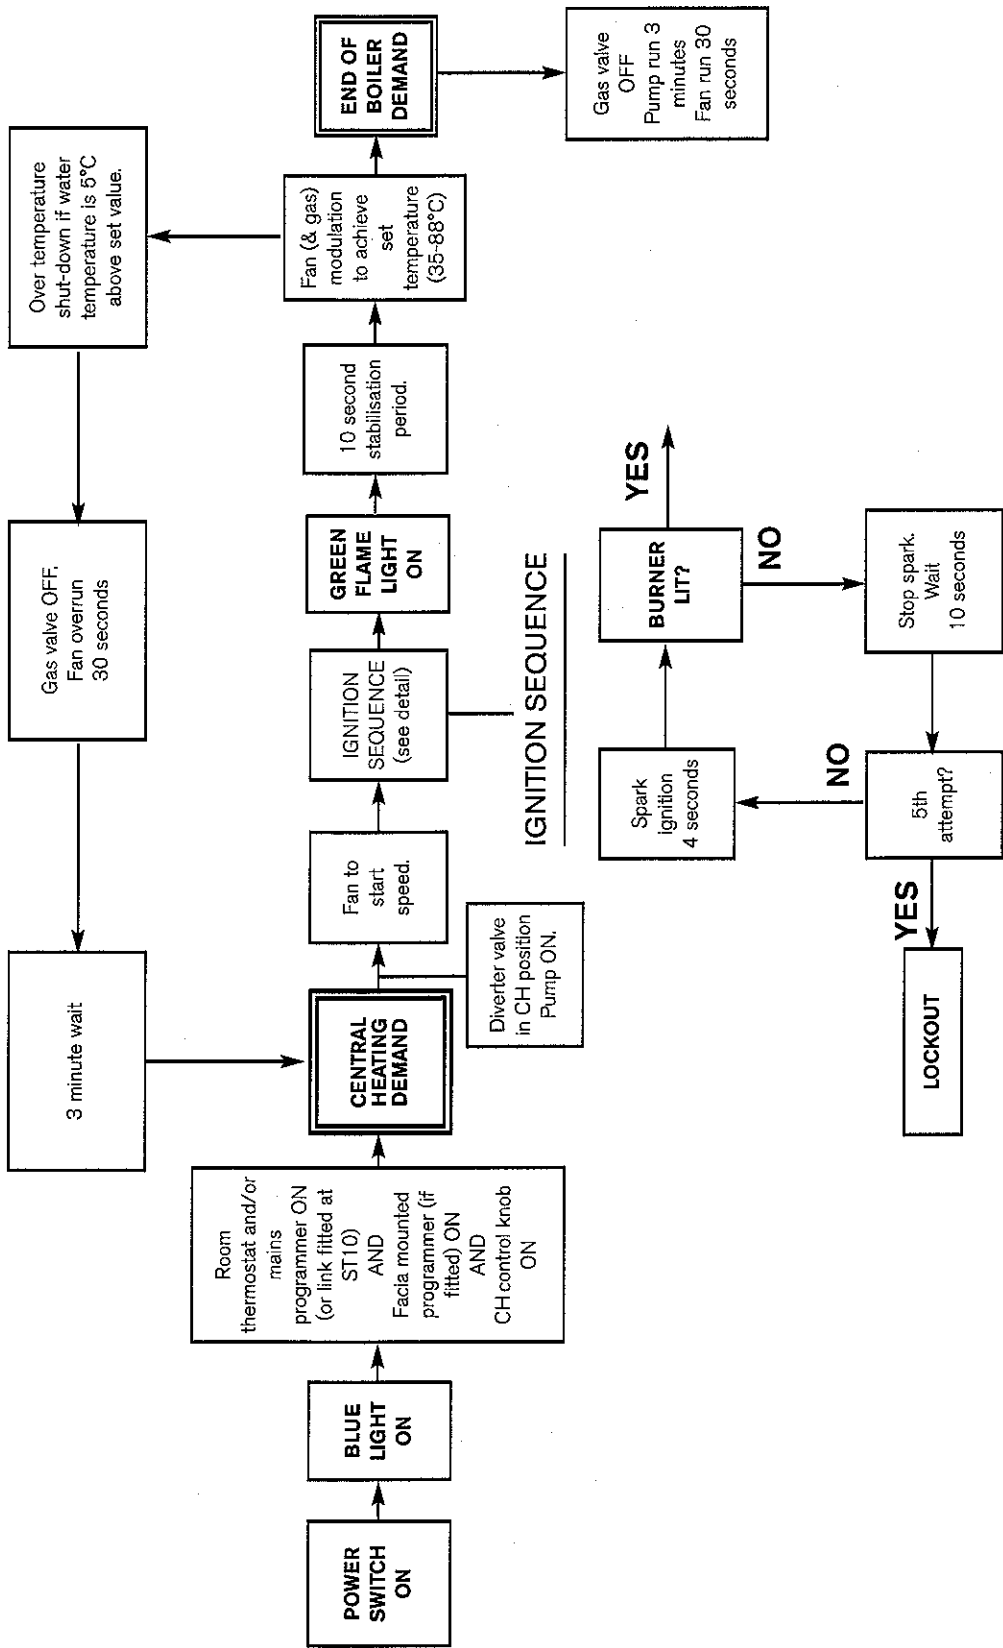 POWER
SWITCH
ON
BLUE
LIGHT
ON
Room
thermostat and/or
mains
programmer ON
(or link fitted at
ST10)
AND
Facia mounted
programmer (if
fitted) ON
AND
CH control knob
ON
CENTRAL
HEATING
DEMAND
Diverter valve
in CH position
Pump ON.
Fan to
start
speed.
IGNITION
SEQUENCE
(see detail)
GREEN
FLAME
LIGHT
ON
10 second
stabilisation
period.
Fan (& gas)
modulation
to achieve
set
temperature
(35-88°C)
END OF
BOILER
DEMAND
Gas valve
OFF
Pump run 3
minutes
Fan run 30
seconds
Over temperature
shut-down if water
temperature is 5°C
above set value.
Gas valve OFF.
Fan overrun
30 seconds
3 minute wait
IGNITION SEQUENCE
Spark
ignition
4 seconds
BURNER
LIT?
YES
NO
Stop spark.
Wait
10 seconds
5th
attempt?
NO
YES
LOCKOUT